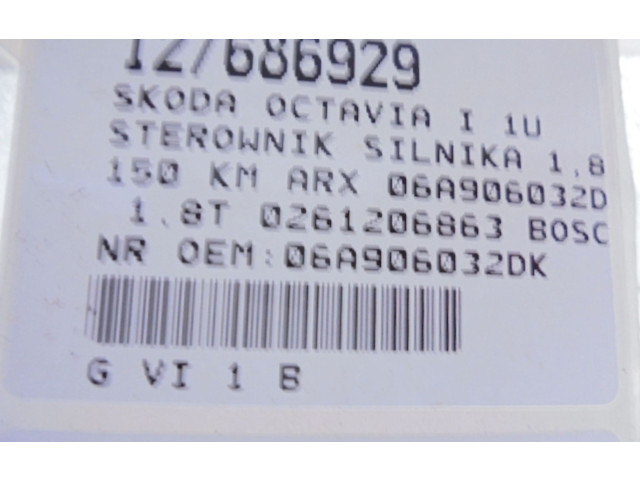 127686929
SKODA OCTAVIA I 1U
STEROWNIK SILNIKA 1,8
150 KM ARX 06A906032D
1.8T 0261206863 BOSC
NR OEM:06A906032DK
G VI 1 B